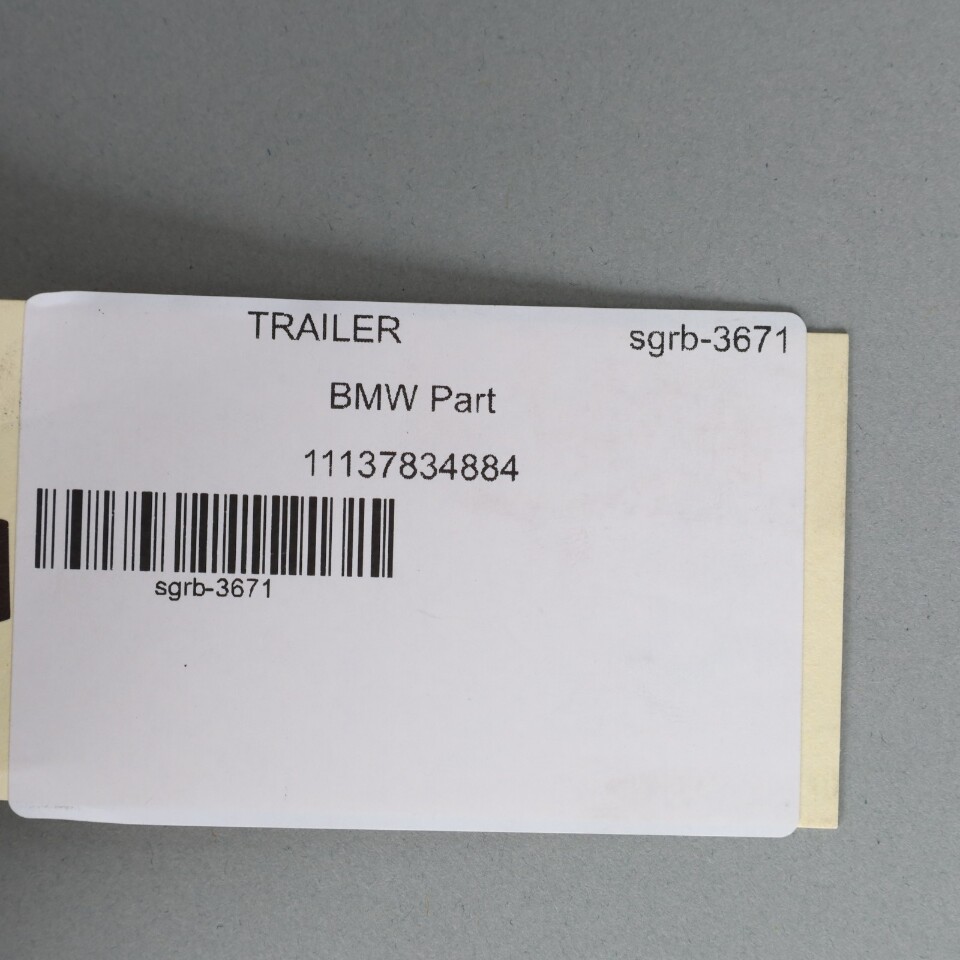 TRAILER sgrb-3671
BMW Part
11137834884
sgrb-3671